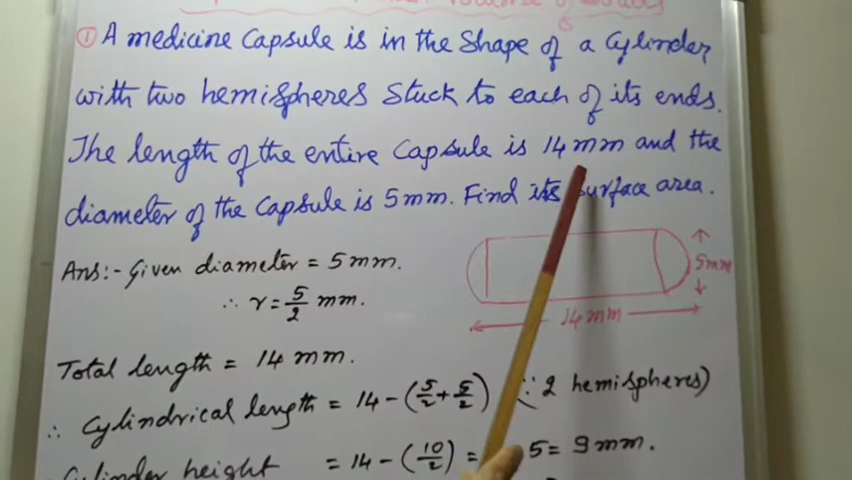 ① A medicine Capsule is in the Shape of a Cylinder
with two hemispheres Stuck to each of its ends.
The length of the entire Capsule is 14 mm and the
diameter of the Capsule is 5 mm. Find its surface area.
Ans:- Given diameter = 5 mm.
∴ r = 5/2 mm.
5 mm
14 mm
Total length = 14 mm.
∴ Cylindrical length = 14 - (5/2 + 5/2) (∵ 2 hemispheres)
Cylinder height = 14 - (10/2) = 5 = 9 mm.